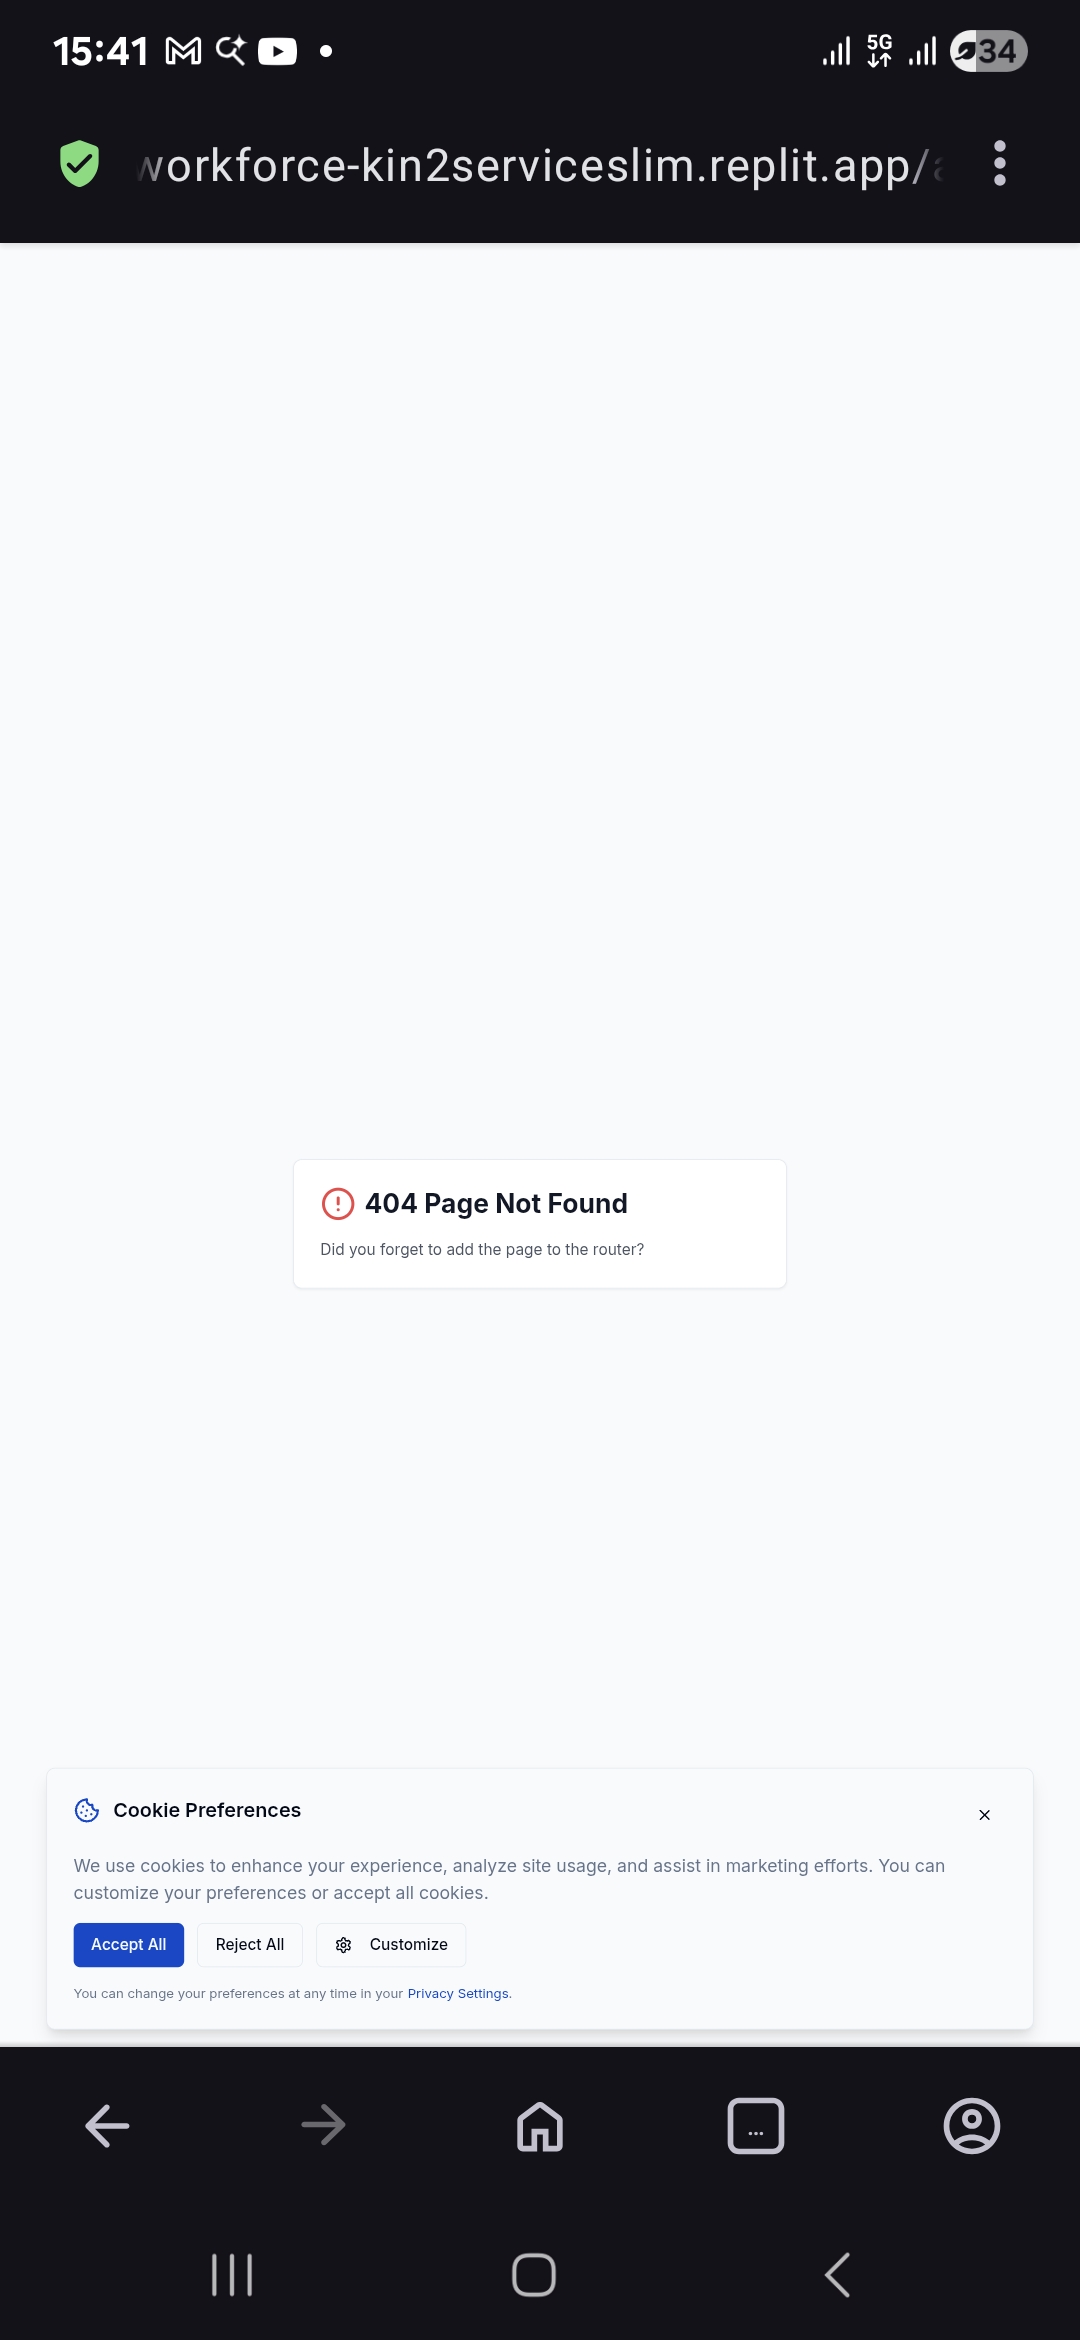 15:41
5G
34
workforce-kin2serviceslim.replit.app/
404 Page Not Found
Did you forget to add the page to the router?
Cookie Preferences
We use cookies to enhance your experience, analyze site usage, and assist in marketing efforts. You can
customize your preferences or accept all cookies.
Accept All
Reject All
Customize
You can change your preferences at any time in your Privacy Settings.